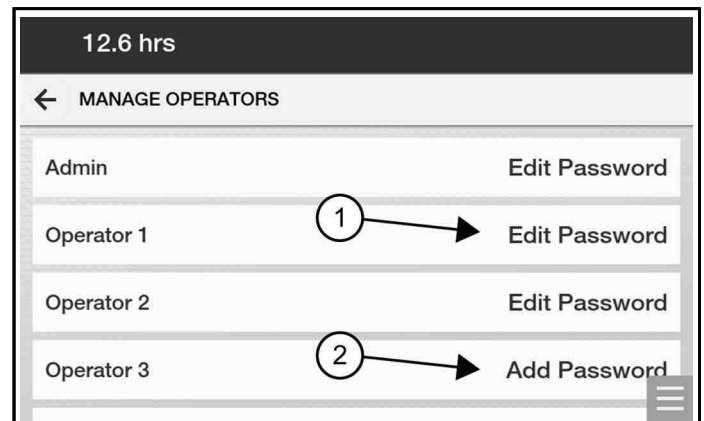 12.6 hrs
MANAGE OPERATORS
Admin Edit Password
Operator 1 1 Edit Password
Operator 2 Edit Password
Operator 3 2 Add Password